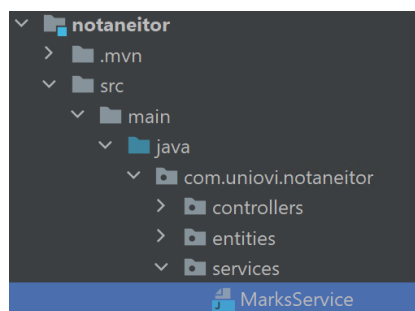 notaneitor
.mvn
src
main
java
com.uniovi.notaneitor
controllers
entities
services
MarksService